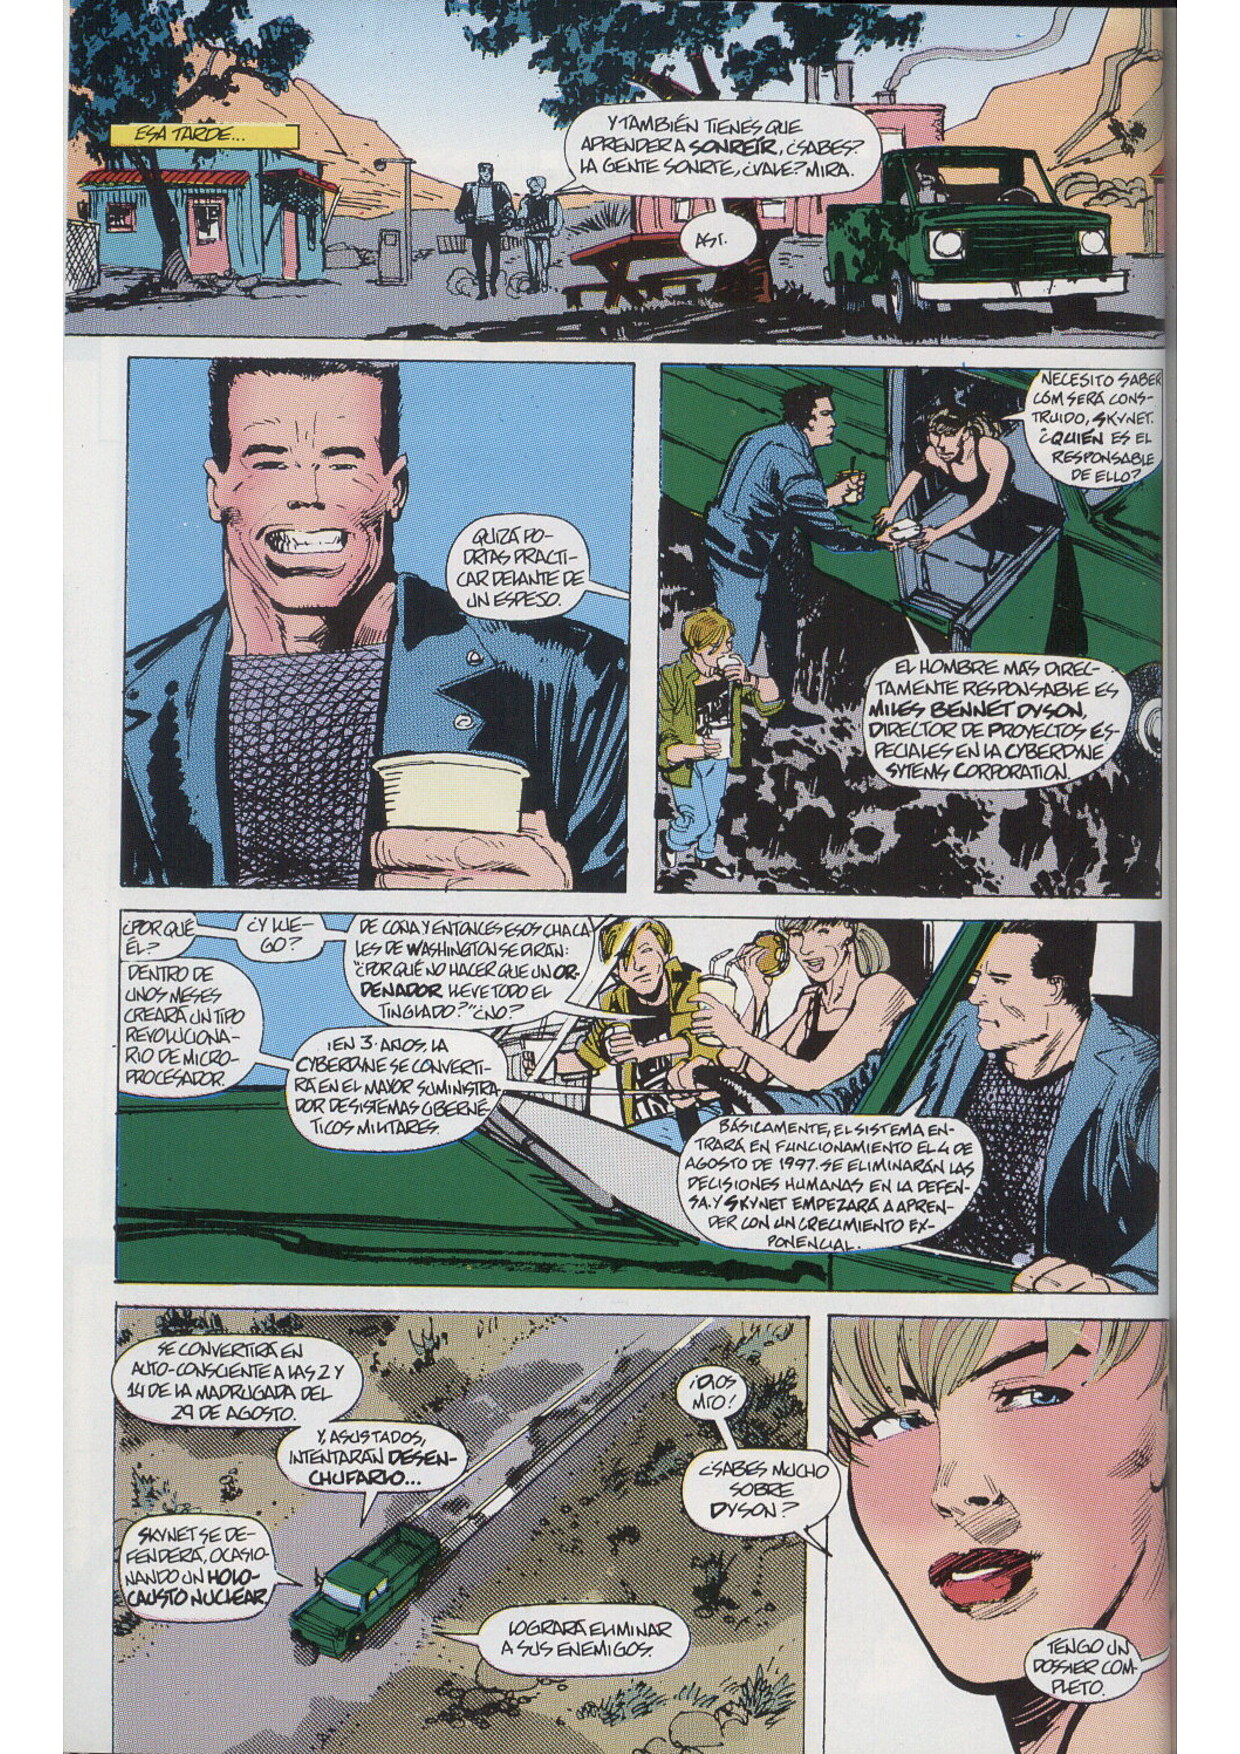 ESA TARDE...
Y TAMBIÉN TIENES QUE
APRENDER A SONREÍR, ¿SABES?
LA GENTE SONRÍE, ¿VALE? MIRA.
ASÍ.
QUIZÁ PO-
DRÍAS PRACTI-
CAR DELANTE DE
UN ESPEJO.
NECESITO SABER
CÓM SERÁ CONS-
TRUIDO, SKYNET.
¿QUIÉN ES EL
RESPONSABLE
DE ELLO?
EL HOMBRE MAS DIREC-
TAMENTE RESPONSABLE ES
MILES BENNET DYSON,
DIRECTOR DE PROYECTOS ES-
PECIALES EN LA CYBERDYNE
SYTEMS CORPORATION.
¿POR QUÉ
ÉL?
DENTRO DE
UNOS MESES
CREARÁ UN TIPO
REVOLUCIONA-
RIO DE MICRO-
PROCESADOR.
¿Y LUE-
GO?
¡EN 3 AÑOS, LA
CYBERDYNE SE CONVERTI-
RÁ EN EL MAYOR SUMINISTRA-
DOR DE SISTEMAS CIBERNÉ-
TICOS MILITARES.
DE COÑA Y ENTONCES ESOS CHACA-
LES DE WASHINGTON SE DIRÁN:
"¿POR QUÉ NO HACER QUE UN OR-
DENADOR LLEVE TODO EL
TINGLADO?" ¿NO?
BÁSICAMENTE, EL SISTEMA EN-
TRARÁ EN FUNCIONAMIENTO EL 4 DE
AGOSTO DE 1997. SE ELIMINARÁN LAS
DECISIONES HUMANAS EN LA DEFEN-
SA. Y SKYNET EMPEZARÁ A APREN-
DER CON UN CRECIMIENTO EX-
PONENCIAL.
SE CONVERTIRÁ EN
AUTO-CONSCIENTE A LAS 2 Y
14 DE LA MADRUGADA DEL
29 DE AGOSTO.
Y, ASUSTADOS,
INTENTARÁN DESEN-
CHUFARLO...
SKYNET SE DE-
FENDERÁ, OCASIO-
NANDO UN HOLO-
CAUSTO NUCLEAR.
LOGRARÁ ELIMINAR
A SUS ENEMIGOS.
¡DIOS
MÍO!
¿SABES MUCHO
SOBRE
DYSON?
TENGO UN
DOSSIER COM-
PLETO.